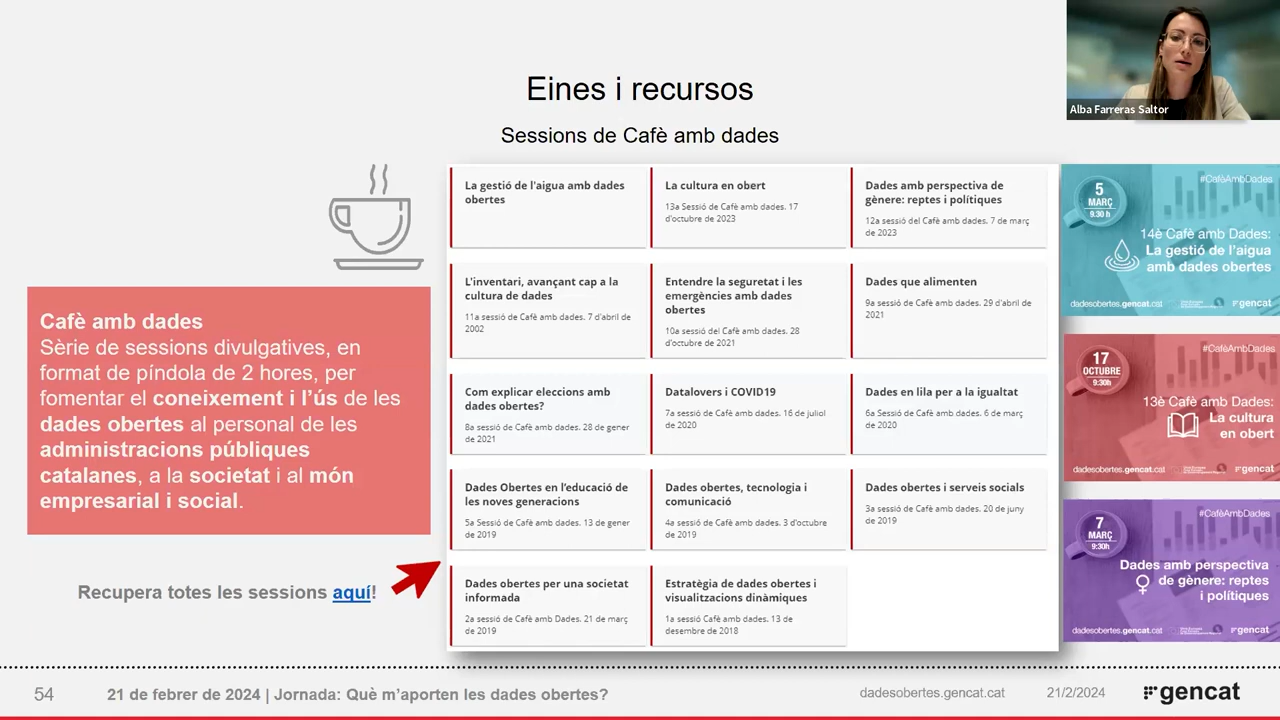 Eines i recursos
Sessions de Cafè amb dades
Alba Farreras Saltor
Cafè amb dades
Sèrie de sessions divulgatives, en
format de píndola de 2 hores, per
fomentar el coneixement i l'ús de les
dades obertes al personal de les
administracions públiques
catalanes, a la societat i al món
empresarial i social.
Recupera totes les sessions aquí!
La gestió de l'aigua amb dades
obertes
La cultura en obert
13a Sessió de Cafè amb dades. 17
d'octubre de 2023
Dades amb perspectiva de
gènere: reptes i polítiques
12a sessió del Cafè amb dades. 7 de març
de 2023
L'inventari, avançant cap a la
cultura de dades
11a sessió de Cafè amb dades. 7 d'abril de
2002
Entendre la seguretat i les
emergències amb dades
obertes
10a sessió del Cafè amb dades. 28
d'octubre de 2021
Dades que alimenten
9a sessió de Cafè amb dades. 29 d'abril de
2021
Com explicar eleccions amb
dades obertes?
8a sessió de Cafè amb dades. 28 de gener
de 2021
Datalovers i COVID19
7a sessió de Cafè amb dades. 16 de juliol
de 2020
Dades en lila per a la igualtat
6a Sessió de Cafè amb dades. 6 de març
de 2020
Dades Obertes en l'educació de
les noves generacions
5a Sessió de Cafè amb dades. 13 de gener
de 2019
Dades obertes, tecnologia i
comunicació
4a sessió de Cafè amb dades. 3 d'octubre
de 2019
Dades obertes i serveis socials
3a sessió de Cafè amb dades. 20 de juny
de 2019
Dades obertes per una societat
informada
2a sessió de Cafè amb Dades. 21 de març
de 2019
Estratègia de dades obertes i
visualitzacions dinàmiques
1a sessió Cafè amb dades. 13 de
desembre de 2018
#CafèAmbDades
5
MARÇ
9:30 h
14è Cafè amb Dades:
La gestió de l'aigua
amb dades obertes
dadesobertes.gencat.cat
gencat
#CafèAmbDades
17
OCTUBRE
9:30h
13è Cafè amb Dades:
La cultura
en obert
dadesobertes.gencat.cat
gencat
#CafèAmbDades
7
MARÇ
9:30h
Dades amb perspectiva
de gènere: reptes
i polítiques
dadesobertes.gencat.cat
gencat
54
21 de febrer de 2024 | Jornada: Què m'aporten les dades obertes?
dadesobertes.gencat.cat
21/2/2024
gencat